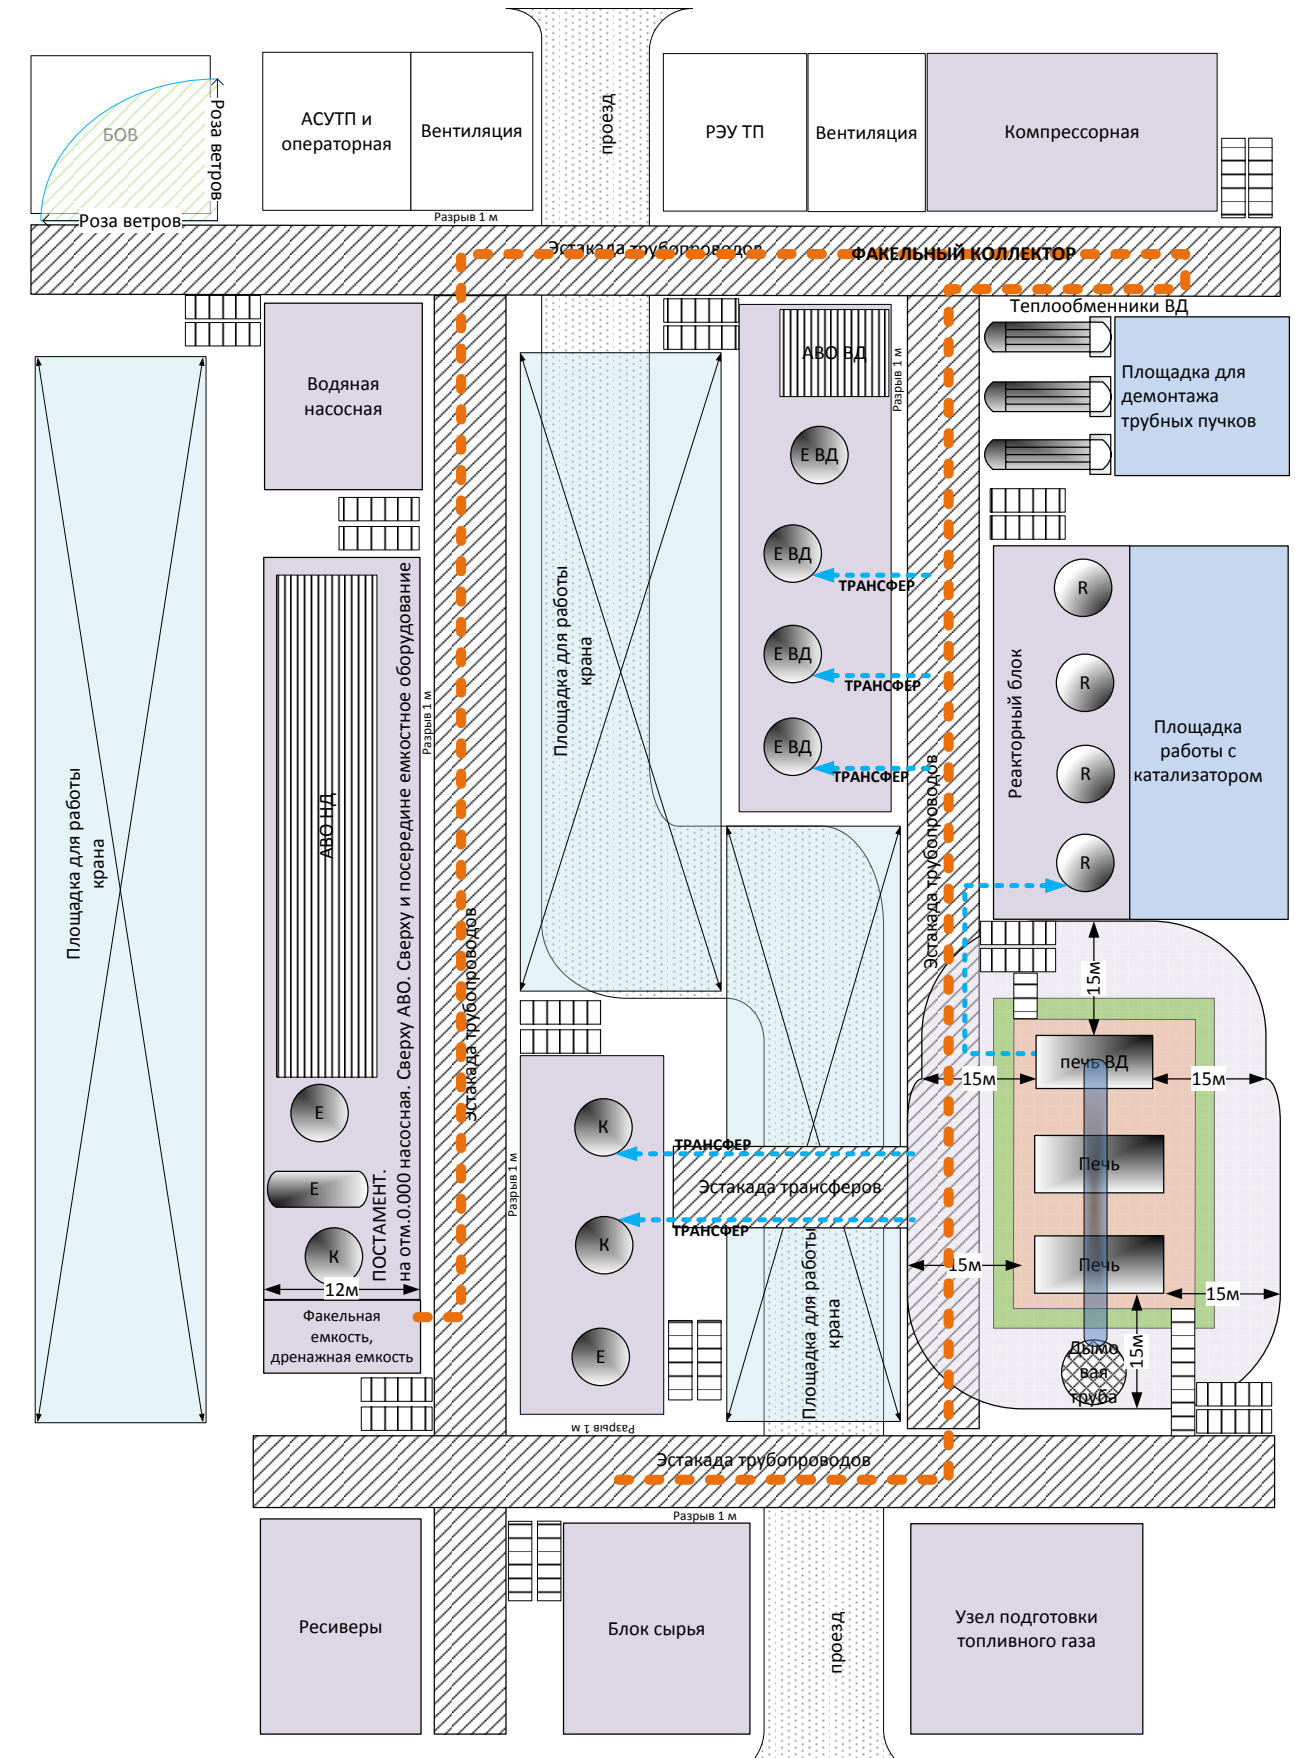 БОВ
Роза ветров
Роза ветров
АСУТП и
операторная
Вентиляция
проезд
РЭУ ТП
Вентиляция
Компрессорная
Разрыв 1 м
Эстакада трубопроводов
ФАКЕЛЬНЫЙ КОЛЛЕКТОР
Теплообменники ВД
Водяная
насосная
АВО ВД
Разрыв 1 м
Площадка для
демонтажа
трубных пучков
Е ВД
Е ВД
ТРАНСФЕР
Е ВД
ТРАНСФЕР
Е ВД
ТРАНСФЕР
Площадка для работы
крана
Площадка для работы
крана
АВО НД
ПОСТАМЕНТ.
на отм.0.000 насосная. Сверху АВО. Сверху и посередине емкостное оборудование
Разрыв 1 м
Эстакада трубопроводов
Эстакада трубопроводов
Реакторный блок
R
R
R
R
Площадка
работы с
катализатором
15м
печь ВД
15м
15м
Печь
Печь
15м
15м
15м
Дымо
вая
труба
Е
Е
К
12м
Факельная
емкость,
дренажная емкость
Разрыв 1 м
К
К
Е
ТРАНСФЕР
Эстакада трансферов
ТРАНСФЕР
Площадка для работы
крана
Разрыв 1 м
Эстакада трубопроводов
Разрыв 1 м
Ресиверы
Блок сырья
проезд
Узел подготовки
топливного газа